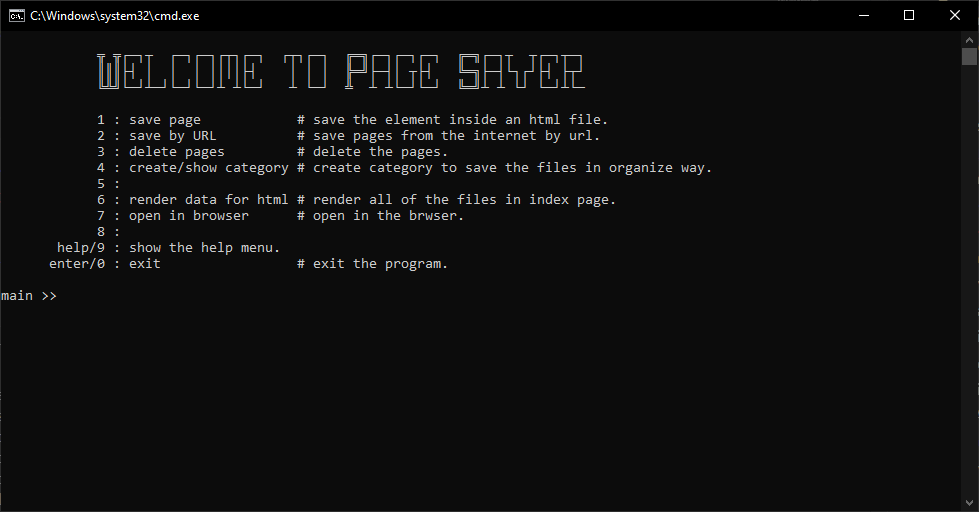 C:\Windows\system32\cmd.exe
WELCOME TO PAGE SAVER
1 : save page # save the element inside an html file.
2 : save by URL # save pages from the internet by url.
3 : delete pages # delete the pages.
4 : create/show category # create category to save the files in organize way.
5 :
6 : render data for html # render all of the files in index page.
7 : open in browser # open in the brwser.
8 :
help/9 : show the help menu.
enter/0 : exit # exit the program.
main >>